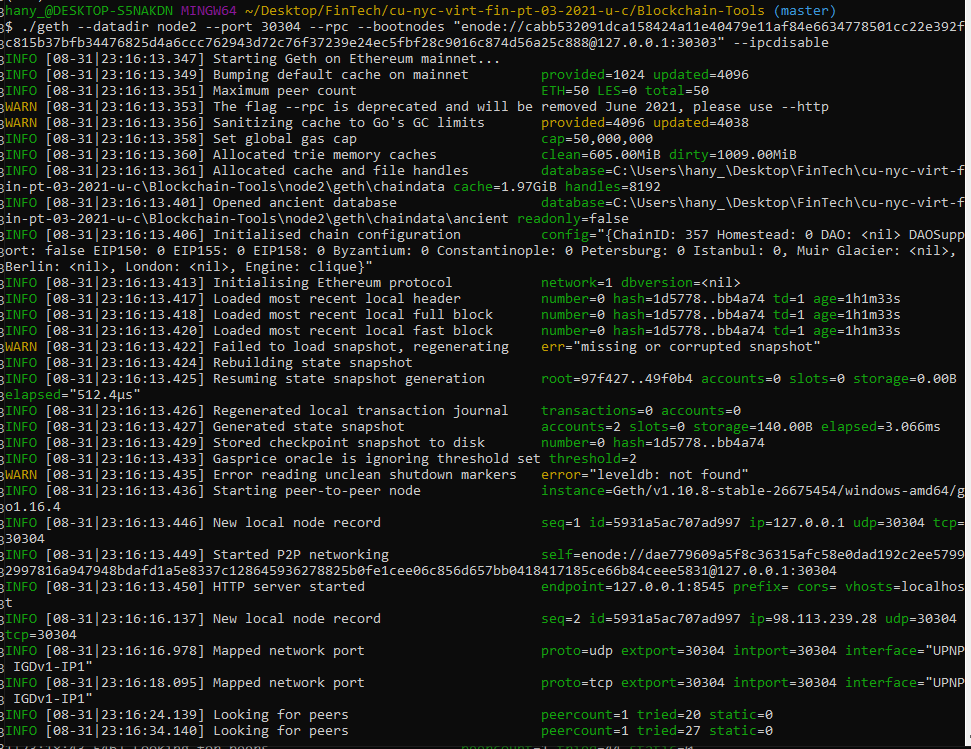 hany_@DESKTOP-S5NAKDN MINGW64 ~/Desktop/FinTech/cu-nyc-virt-fin-pt-03-2021-u-c/Blockchain-Tools (master)
$ ./geth --datadir node2 --port 30304 --rpc --bootnodes "enode://cabb532091dca158424a11e40479e11af84e6634778501cc22e392f
c815b37bfb34476825d4a6ccc762943d72c76f37239e24ec5fbf28c9016c874d56a25c888@127.0.0.1:30303" --ipcdisable
INFO [08-31|23:16:13.347] Starting Geth on Ethereum mainnet...
INFO [08-31|23:16:13.349] Bumping default cache on mainnet provided=1024 updated=4096
INFO [08-31|23:16:13.351] Maximum peer count ETH=50 LES=0 total=50
WARN [08-31|23:16:13.353] The flag --rpc is deprecated and will be removed June 2021, please use --http
WARN [08-31|23:16:13.356] Sanitizing cache to Go's GC limits provided=4096 updated=4038
INFO [08-31|23:16:13.358] Set global gas cap cap=50,000,000
INFO [08-31|23:16:13.360] Allocated trie memory caches clean=605.00MiB dirty=1009.00MiB
INFO [08-31|23:16:13.361] Allocated cache and file handles database=C:\Users\hany_\Desktop\FinTech\cu-nyc-virt-f
in-pt-03-2021-u-c\Blockchain-Tools\node2\geth\chaindata cache=1.97GiB handles=8192
INFO [08-31|23:16:13.401] Opened ancient database database=C:\Users\hany_\Desktop\FinTech\cu-nyc-virt-f
in-pt-03-2021-u-c\Blockchain-Tools\node2\geth\chaindata\ancient readonly=false
INFO [08-31|23:16:13.406] Initialised chain configuration config="{ChainID: 357 Homestead: 0 DAO: <nil> DAOSupp
ort: false EIP150: 0 EIP155: 0 EIP158: 0 Byzantium: 0 Constantinople: 0 Petersburg: 0 Istanbul: 0, Muir Glacier: <nil>,
Berlin: <nil>, London: <nil>, Engine: clique}"
INFO [08-31|23:16:13.413] Initialising Ethereum protocol network=1 dbversion=<nil>
INFO [08-31|23:16:13.417] Loaded most recent local header number=0 hash=1d5778..bb4a74 td=1 age=1h1m33s
INFO [08-31|23:16:13.418] Loaded most recent local full block number=0 hash=1d5778..bb4a74 td=1 age=1h1m33s
INFO [08-31|23:16:13.420] Loaded most recent local fast block number=0 hash=1d5778..bb4a74 td=1 age=1h1m33s
WARN [08-31|23:16:13.422] Failed to load snapshot, regenerating err="missing or corrupted snapshot"
INFO [08-31|23:16:13.424] Rebuilding state snapshot
INFO [08-31|23:16:13.425] Resuming state snapshot generation root=97f427..49f0b4 accounts=0 slots=0 storage=0.00B
elapsed="512.4µs"
INFO [08-31|23:16:13.426] Regenerated local transaction journal transactions=0 accounts=0
INFO [08-31|23:16:13.427] Generated state snapshot accounts=2 slots=0 storage=140.00B elapsed=3.066ms
INFO [08-31|23:16:13.429] Stored checkpoint snapshot to disk number=0 hash=1d5778..bb4a74
INFO [08-31|23:16:13.433] Gasprice oracle is ignoring threshold set threshold=2
WARN [08-31|23:16:13.435] Error reading unclean shutdown markers error="leveldb: not found"
INFO [08-31|23:16:13.436] Starting peer-to-peer node instance=Geth/v1.10.8-stable-26675454/windows-amd64/g
o1.16.4
INFO [08-31|23:16:13.446] New local node record seq=1 id=5931a5ac707ad997 ip=127.0.0.1 udp=30304 tcp=
30304
INFO [08-31|23:16:13.449] Started P2P networking self=enode://dae779609a5f8c36315afc58e0dad192c2ee5799
2997816a947948bdafd1a5e8337c128645936278825b0fe1cee06c856d657bb0418417185ce66b84ceee5831@127.0.0.1:30304
INFO [08-31|23:16:13.450] HTTP server started endpoint=127.0.0.1:8545 prefix= cors= vhosts=localhos
t
INFO [08-31|23:16:16.137] New local node record seq=2 id=5931a5ac707ad997 ip=98.113.239.28 udp=30304
tcp=30304
INFO [08-31|23:16:16.978] Mapped network port proto=udp extport=30304 intport=30304 interface="UPNP
IGDv1-IP1"
INFO [08-31|23:16:18.095] Mapped network port proto=tcp extport=30304 intport=30304 interface="UPNP
IGDv1-IP1"
INFO [08-31|23:16:24.139] Looking for peers peercount=1 tried=20 static=0
INFO [08-31|23:16:34.140] Looking for peers peercount=1 tried=27 static=0